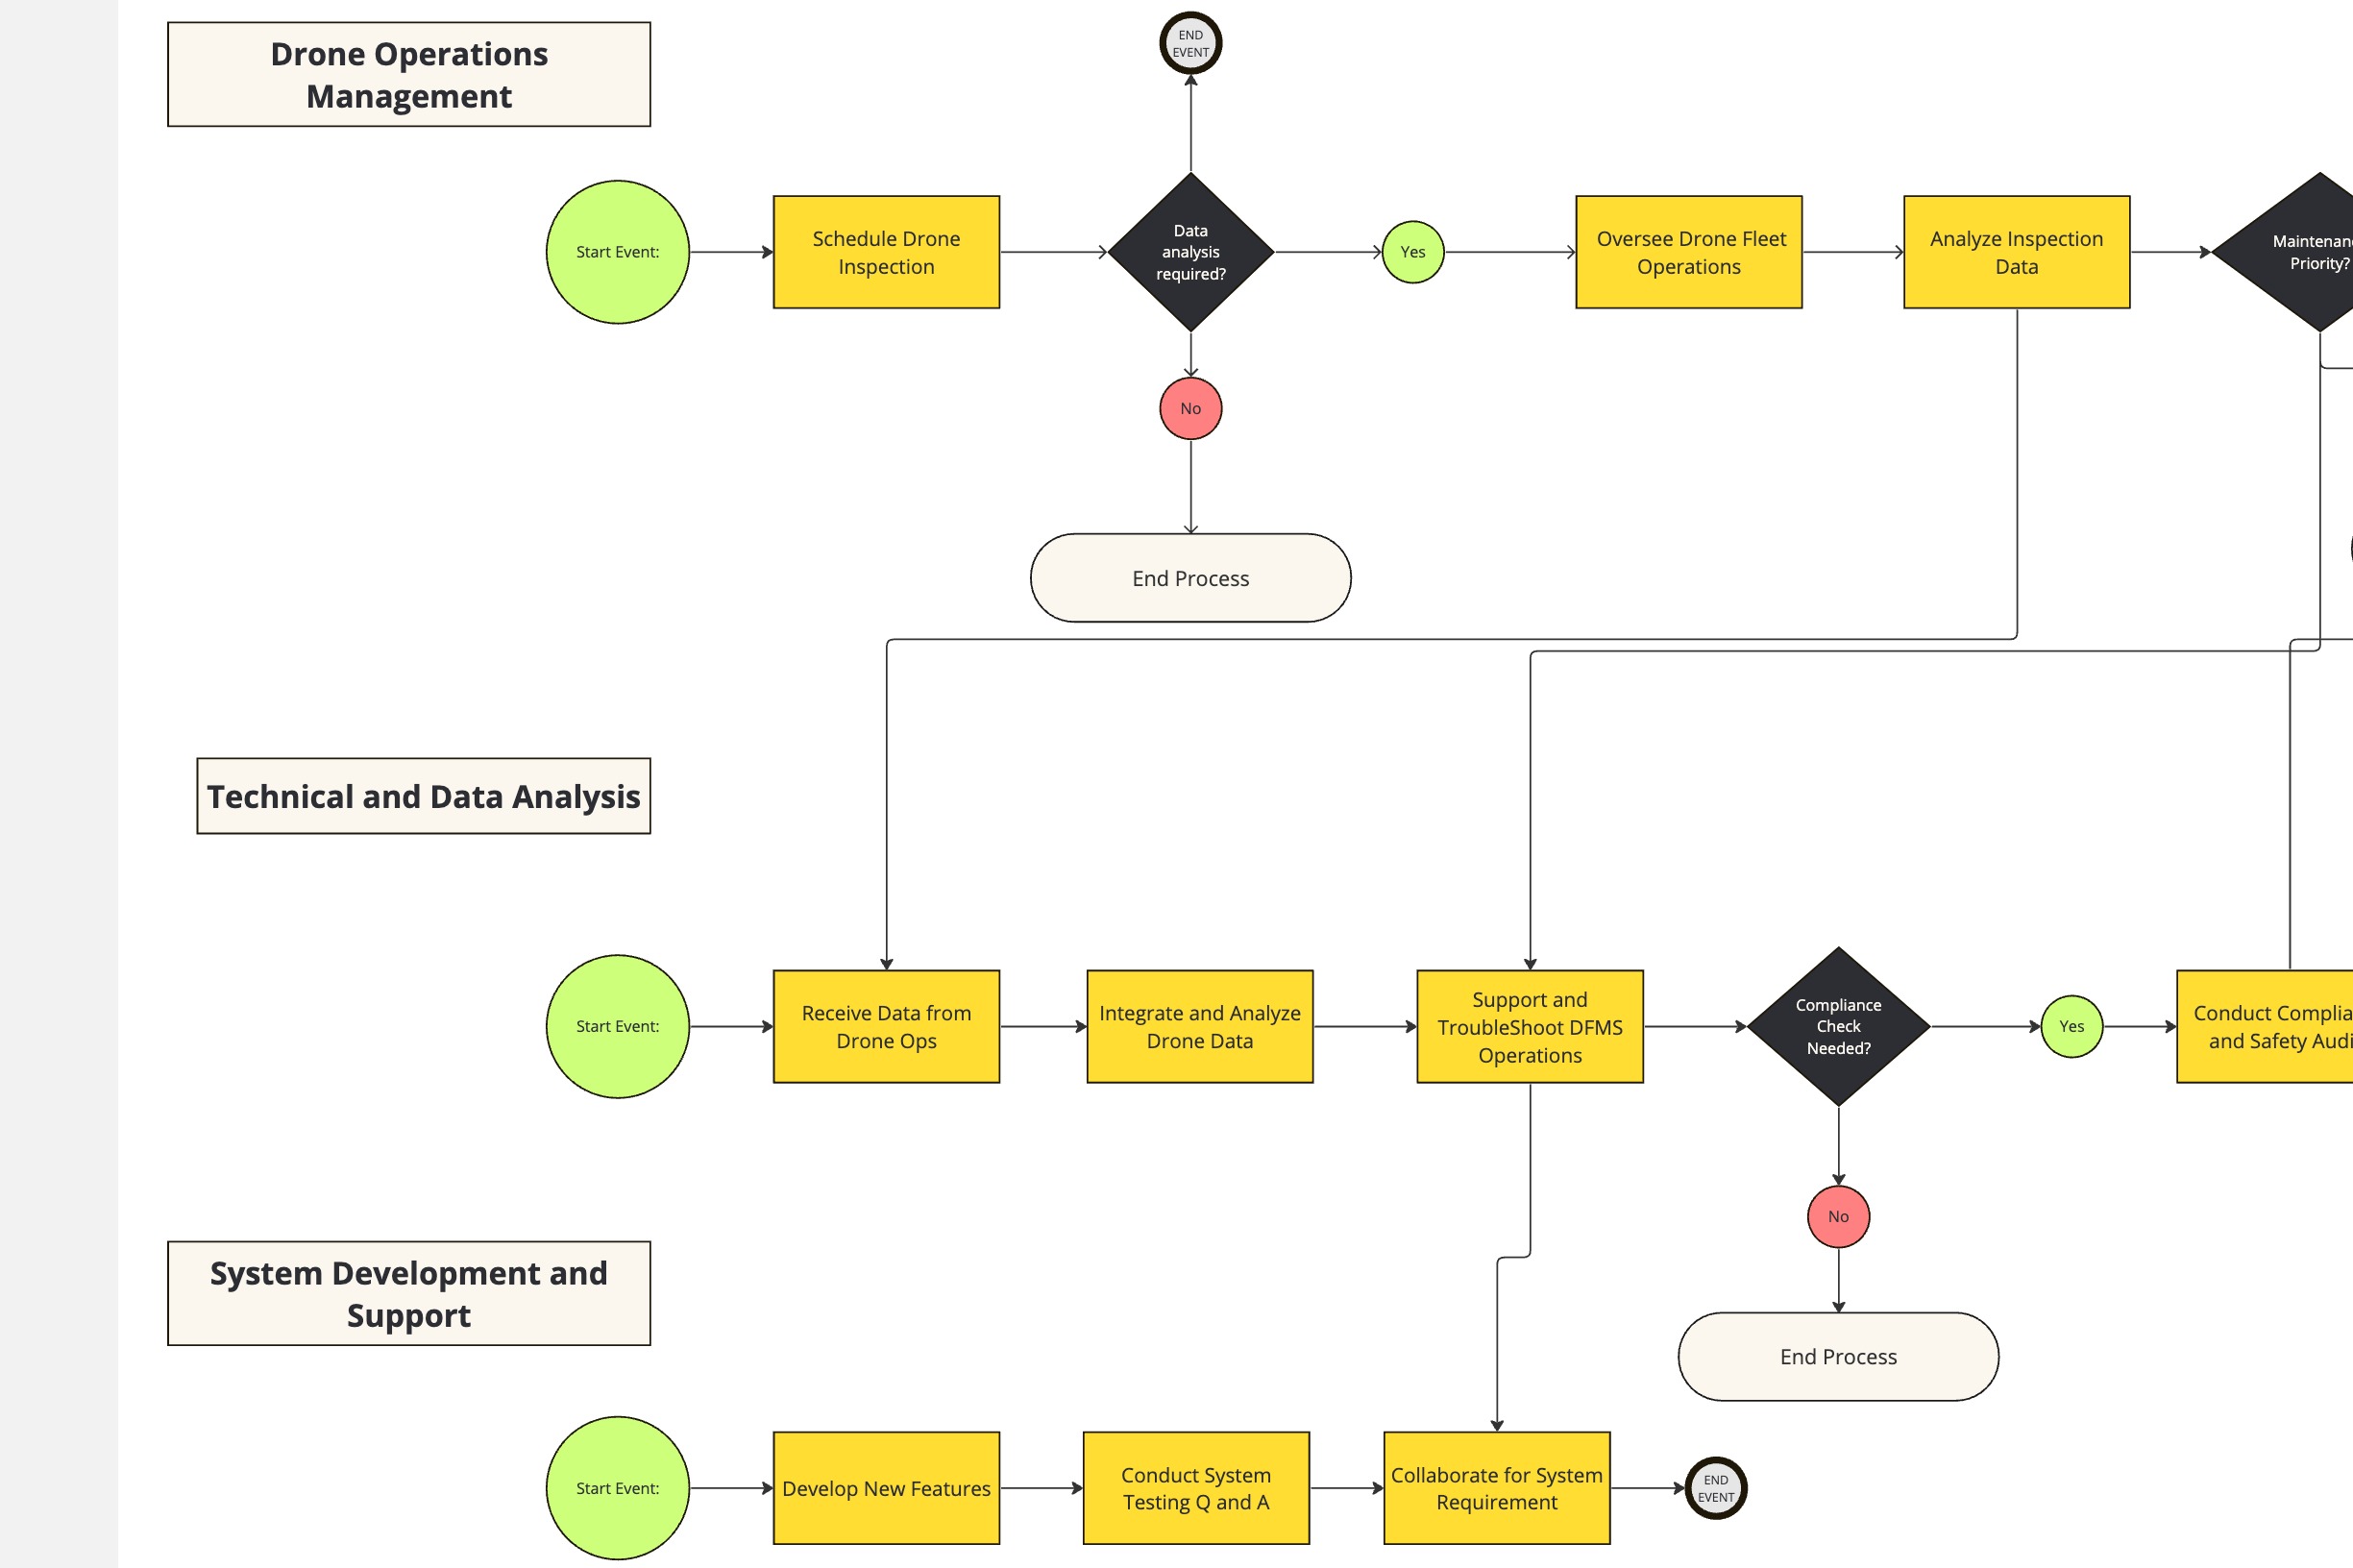 Drone Operations
Management
END
EVENT
Start Event:
Schedule Drone
Inspection
Data
analysis
required?
Yes
Oversee Drone Fleet
Operations
Analyze Inspection
Data
Maintenanc
Priority?
No
End Process
Technical and Data Analysis
Start Event:
Receive Data from
Drone Ops
Integrate and Analyze
Drone Data
Support and
TroubleShoot DFMS
Operations
Compliance
Check
Needed?
Yes
Conduct Complia
and Safety Audi
No
End Process
System Development and
Support
Start Event:
Develop New Features
Conduct System
Testing Q and A
Collaborate for System
Requirement
END
EVENT